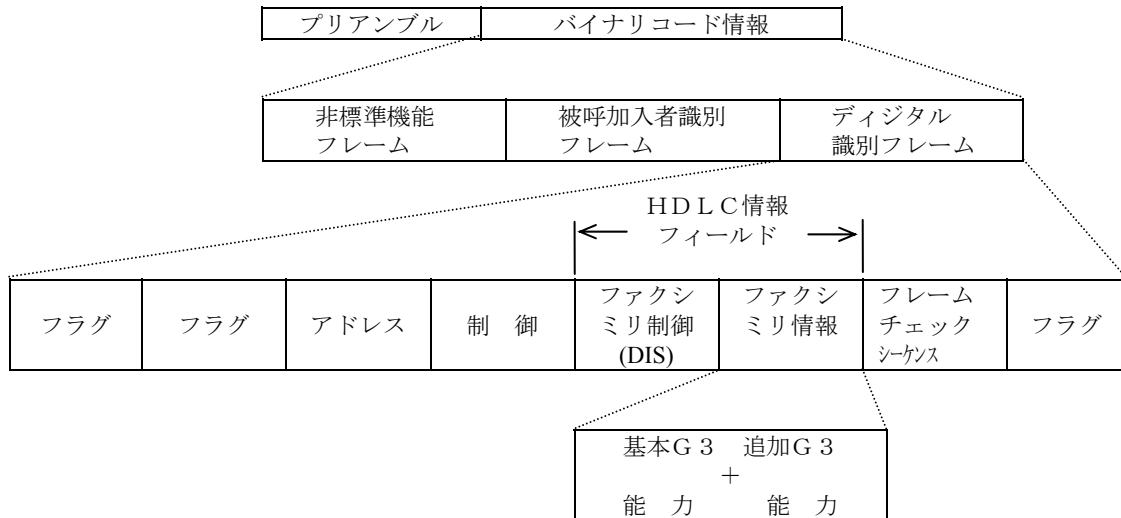 プリアンブル バイナリコード情報
非標準機能 被呼加入者識別 ディジタル
フレーム フレーム 識別フレーム
HDLC情報
フィールド
ファクシ ファクシ フレーム
フラグ フラグ アドレス 制 御 ミリ制御 ミリ情報 チェック フラグ
(DIS) シーケンス
基本G3 追加G3
+
能 力 能 力